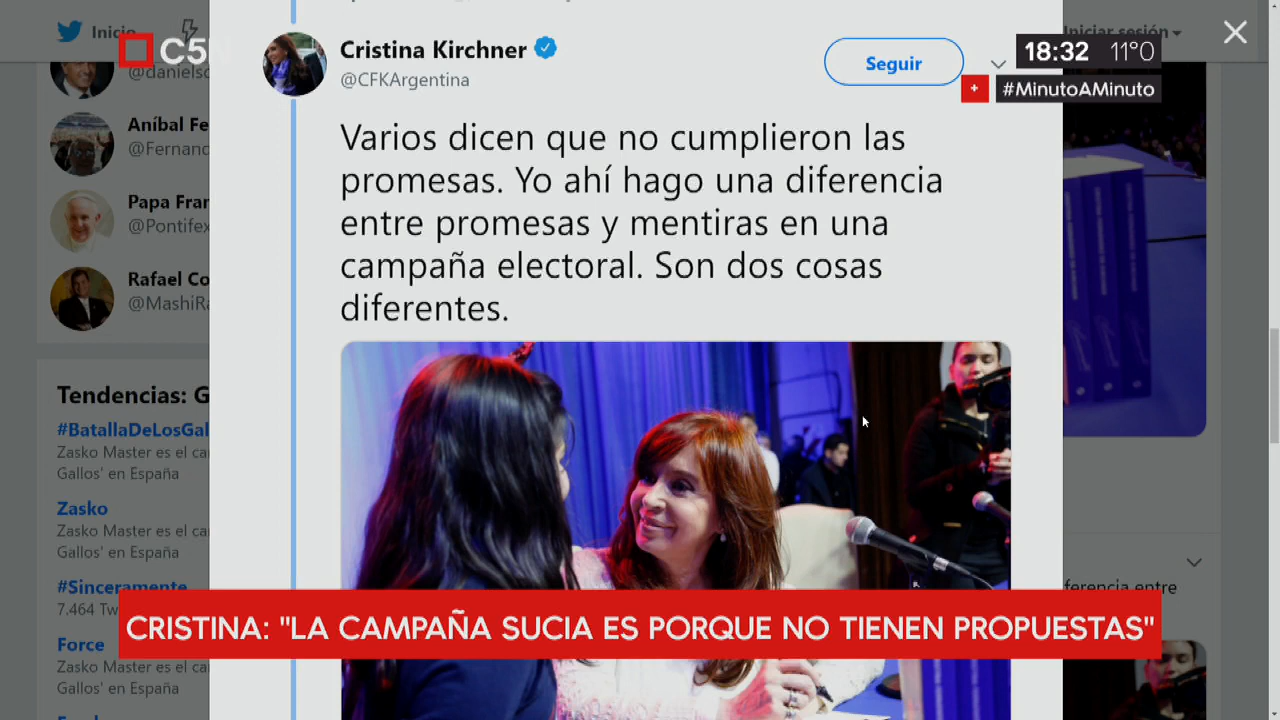 Inicio
C5N
Iniciar sesión
18:32 11°0
#MinutoAMinuto
Cristina Kirchner
@CFKArgentina
Seguir
Varios dicen que no cumplieron las
promesas. Yo ahí hago una diferencia
entre promesas y mentiras en una
campaña electoral. Son dos cosas
diferentes.
@danielsc
Aníbal Fe
@Fernand
Papa Fran
@Pontifex
Rafael Co
@MashiRa
Tendencias: G
#BatallaDeLosGal
Zasko Master es el ca
Gallos' en España
Zasko
Zasko Master es el ca
Gallos' en España
#Sinceramente
7.464 Tw
Force
Zasko Master es el ca
Gallos' en España
ferencia entre
CRISTINA: "LA CAMPAÑA SUCIA ES PORQUE NO TIENEN PROPUESTAS"